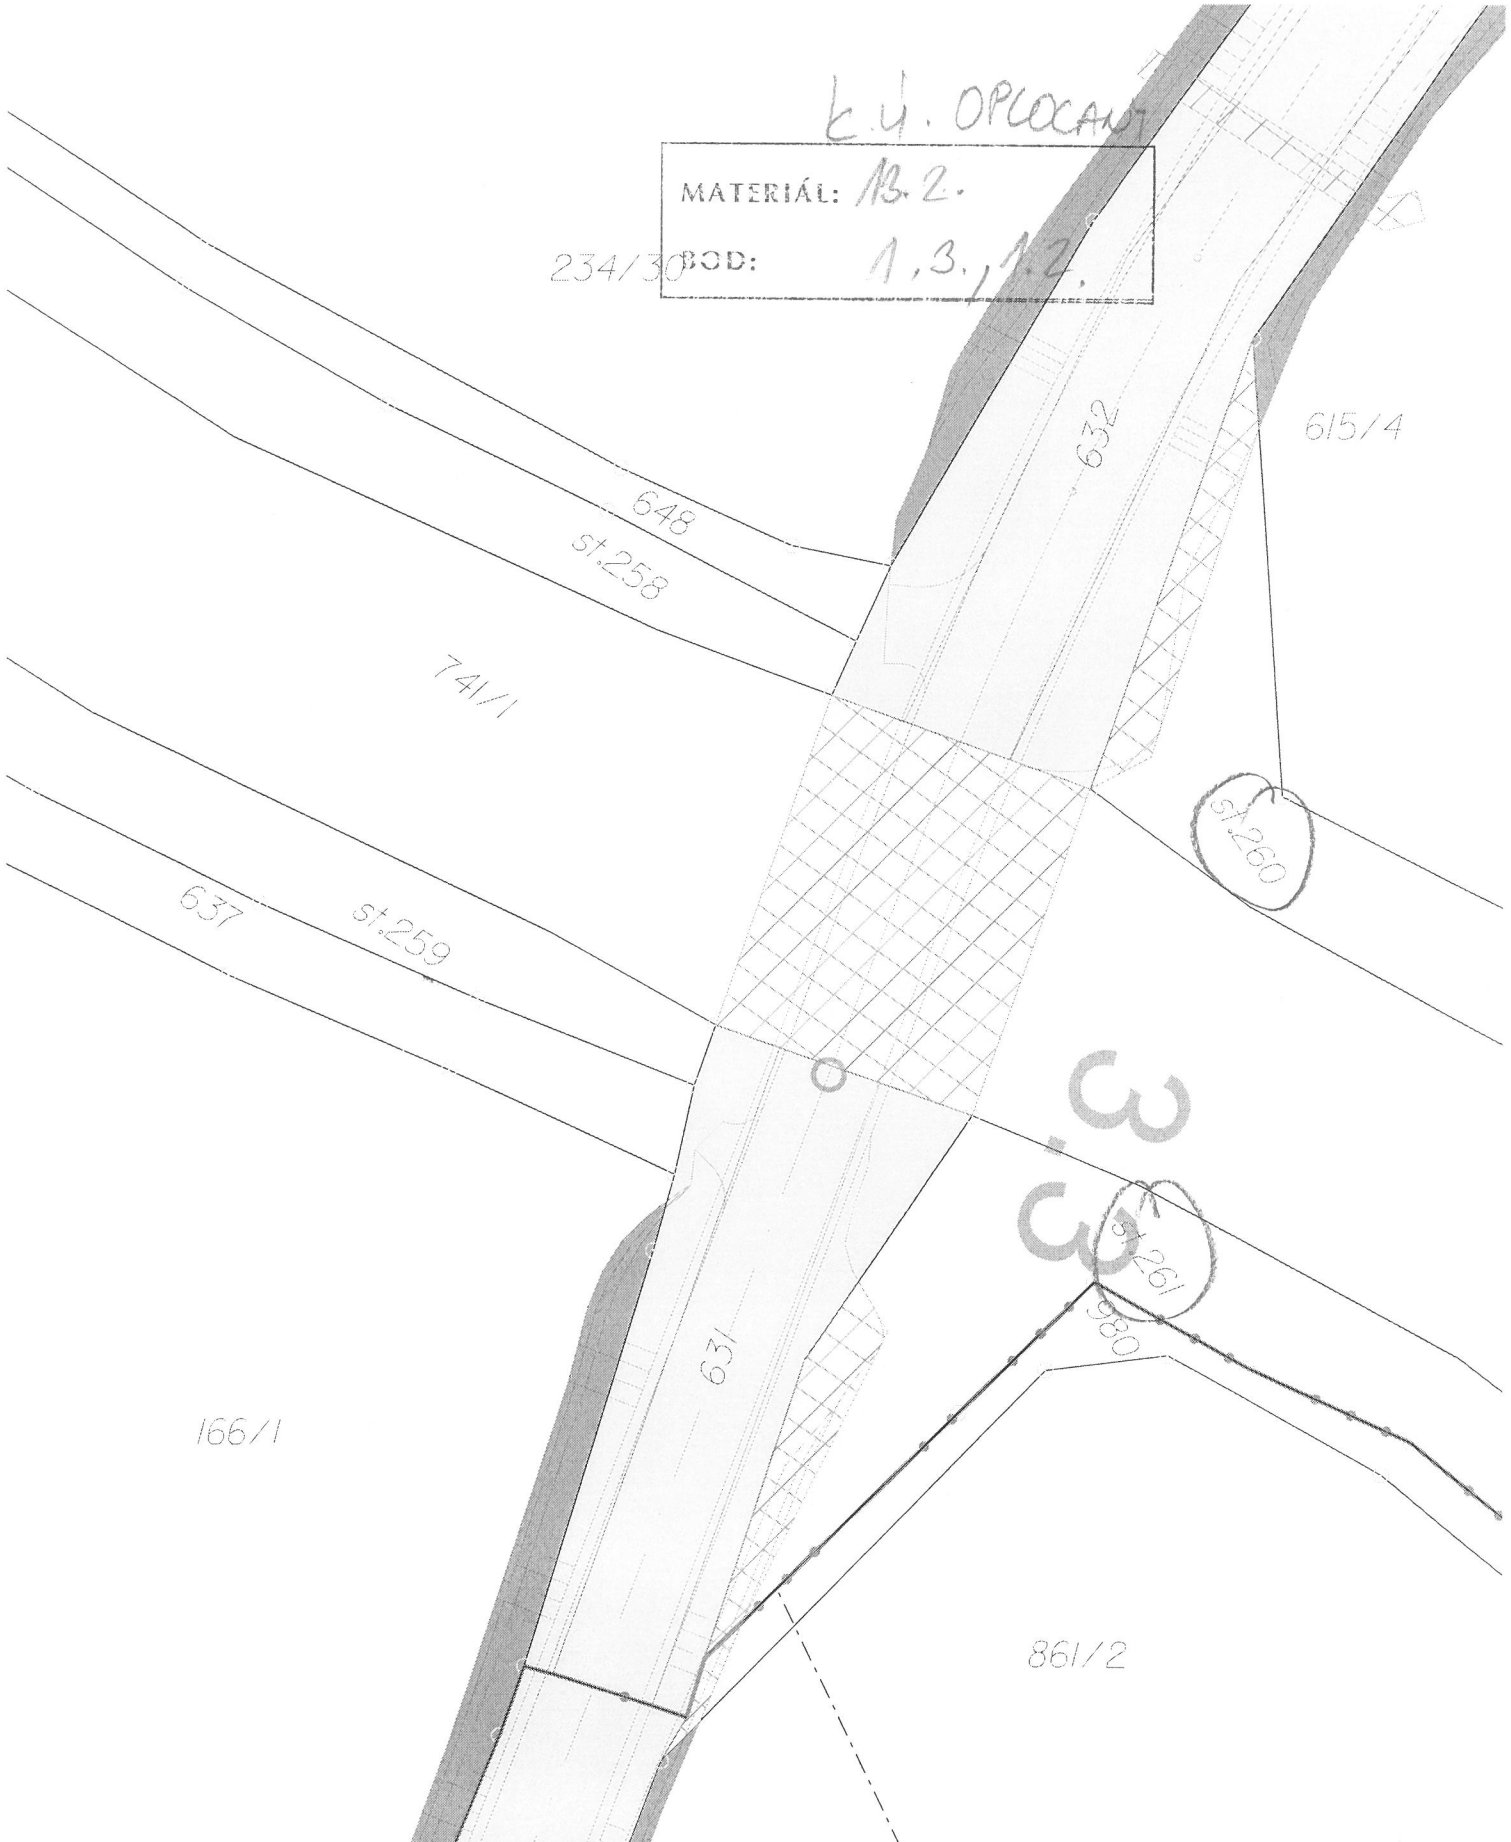 k.ú. OPLOCANY
MATERIÁL: 13.2.
BOD: 1.3., 1.2.
234/30
632
615/4
648
st.258
741/1
st.260
637
st.259
3.3
st.261
980
631
166/1
861/2